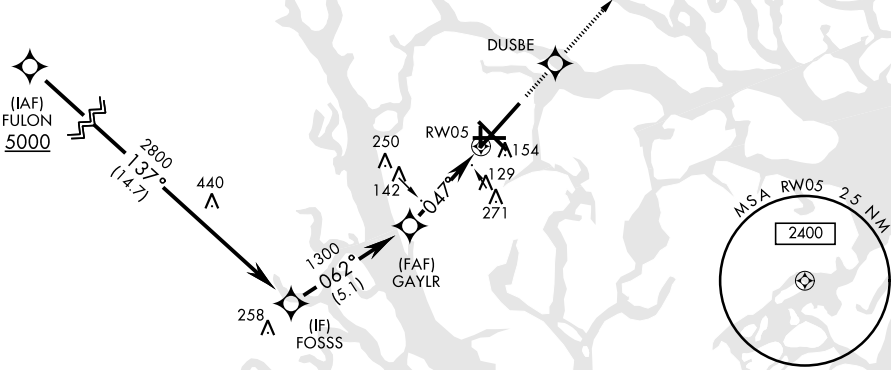 DUSBE
(IAF)
FULON
5000
2800
137°
(14.7)
440
RW05
154
250
142
129
271
047°
MSA RW05 25 NM
2400
1300
062°
(5.1)
(FAF)
GAYLR
258
(IF)
FOSSS